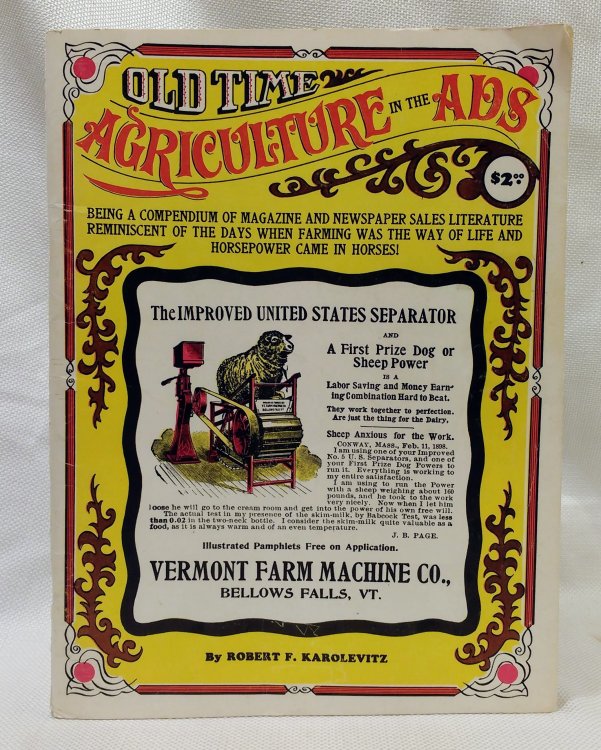 OLD TIME
AGRICULTURE IN THE ADS
$2.00
BEING A COMPENDIUM OF MAGAZINE AND NEWSPAPER SALES LITERATURE
REMINISCENT OF THE DAYS WHEN FARMING WAS THE WAY OF LIFE AND
HORSEPOWER CAME IN HORSES!
The IMPROVED UNITED STATES SEPARATOR
AND
A First Prize Dog or
Sheep Power
IS A
Labor Saving and Money Earn-
ing Combination Hard to Beat.
They work together to perfection.
Are just the thing for the Dairy.
Sheep Anxious for the Work.
CONWAY, MASS., Feb. 11, 1898.
I am using one of your Improved
No. 5 U. S. Separators, and one of
your First Prize Dog Powers to
run it. Everything is working to
my entire satisfaction.
I am using to run the Power
with a sheep weighing about 160
pounds, and he took to the work
very nicely. Now when I let him
loose he will go to the cream room and get into the power of his own free will.
The actual test in my presence of the skim-milk, by Babcock Test, was less
than 0.02 in the two-neck bottle. I consider the skim-milk quite valuable as a
food, as it is always warm and of an even temperature.
J. B. PAGE.
Illustrated Pamphlets Free on Application.
VERMONT FARM MACHINE CO.,
BELLOWS FALLS, VT.
By ROBERT F. KAROLEVITZ